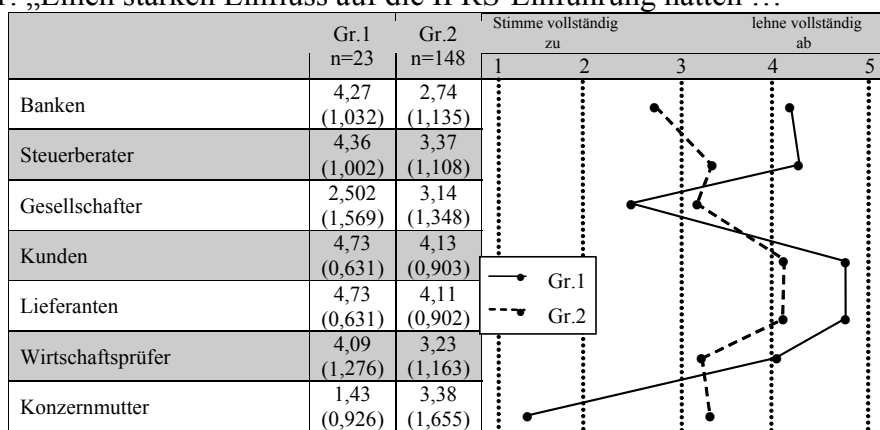 „Einen starken Einfluss auf die IFRS-Einführung hatten …
Gr.1 Gr.2 Stimme vollständig lehne vollständig
n=23 n=148 zu ab
1 2 3 4 5
Banken 4,27 2,74
(1,032) (1,135)
Steuerberater 4,36 3,37
(1,002) (1,108)
Gesellschafter 2,502 3,14
(1,569) (1,348)
Kunden 4,73 4,13
(0,631) (0,903)
Gr.1
Lieferanten 4,73 4,11
(0,631) (0,902)
Gr.2
Wirtschaftsprüfer 4,09 3,23
(1,276) (1,163)
Konzernmutter 1,43 3,38
(0,926) (1,655)